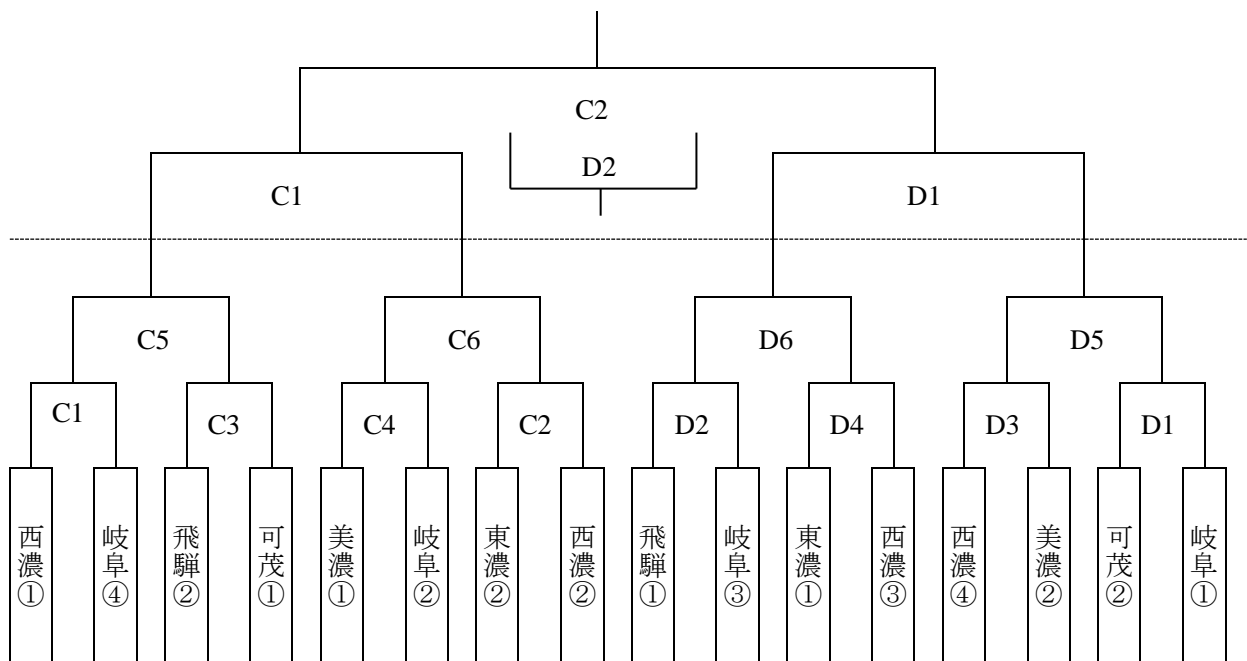 C2
D2
C1
D1
C5
C6
D6
D5
C1
C3
C4
C2
D2
D4
D3
D1
西濃①
岐阜④
飛騨②
可茂①
美濃①
岐阜②
東濃②
西濃②
飛騨①
岐阜③
東濃①
西濃③
西濃④
美濃②
可茂②
岐阜①